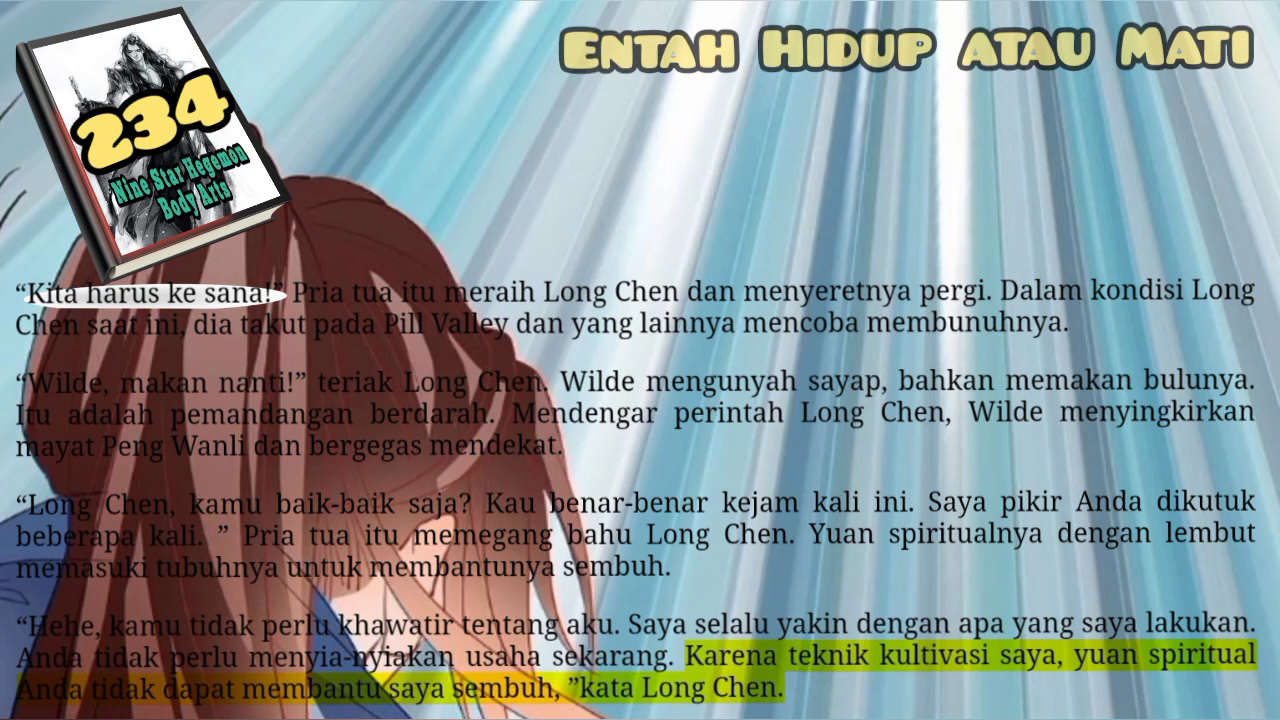 Entah Hidup atau Mati
234
Nine Star Hegemon
Body Arts
“Kita harus ke sana!” Pria tua itu meraih Long Chen dan menyeretnya pergi. Dalam kondisi Long
Chen saat ini, dia takut pada Pill Valley dan yang lainnya mencoba membunuhnya.
“Wilde, makan nanti!” teriak Long Chen. Wilde mengunyah sayap, bahkan memakan bulunya.
Itu adalah pemandangan berdarah. Mendengar perintah Long Chen, Wilde menyingkirkan
mayat Peng Wanli dan bergegas mendekat.
“Long Chen, kamu baik-baik saja? Kau benar-benar kejam kali ini. Saya pikir Anda dikutuk
beberapa kali. ” Pria tua itu memegang bahu Long Chen. Yuan spiritualnya dengan lembut
memasuki tubuhnya untuk membantunya sembuh.
“Hehe, kamu tidak perlu khawatir tentang aku. Saya selalu yakin dengan apa yang saya lakukan.
Anda tidak perlu menyia-nyiakan usaha sekarang. Karena teknik kultivasi saya, yuan spiritual
Anda tidak dapat membantu saya sembuh, ”kata Long Chen.